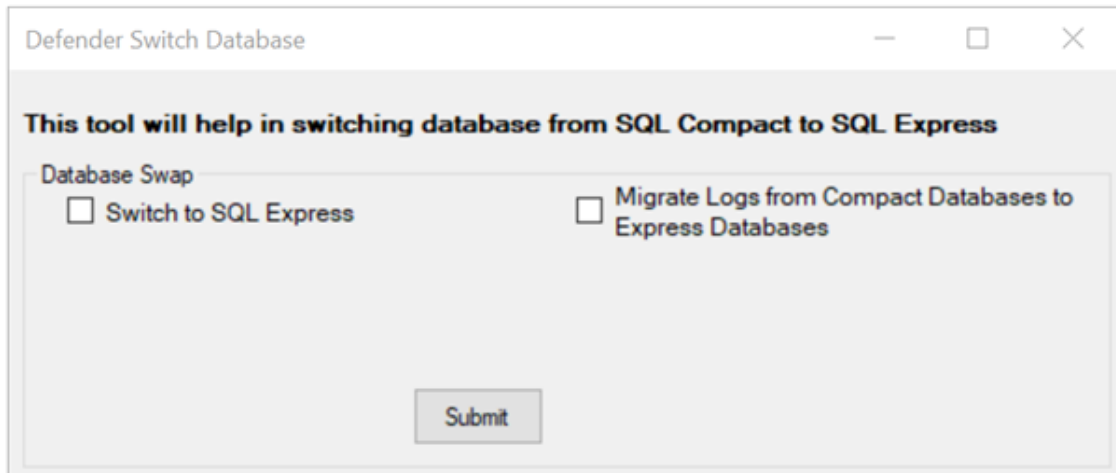 Defender Switch Database
This tool will help in switching database from SQL Compact to SQL Express
Database Swap
Switch to SQL Express
Migrate Logs from Compact Databases to
Express Databases
Submit